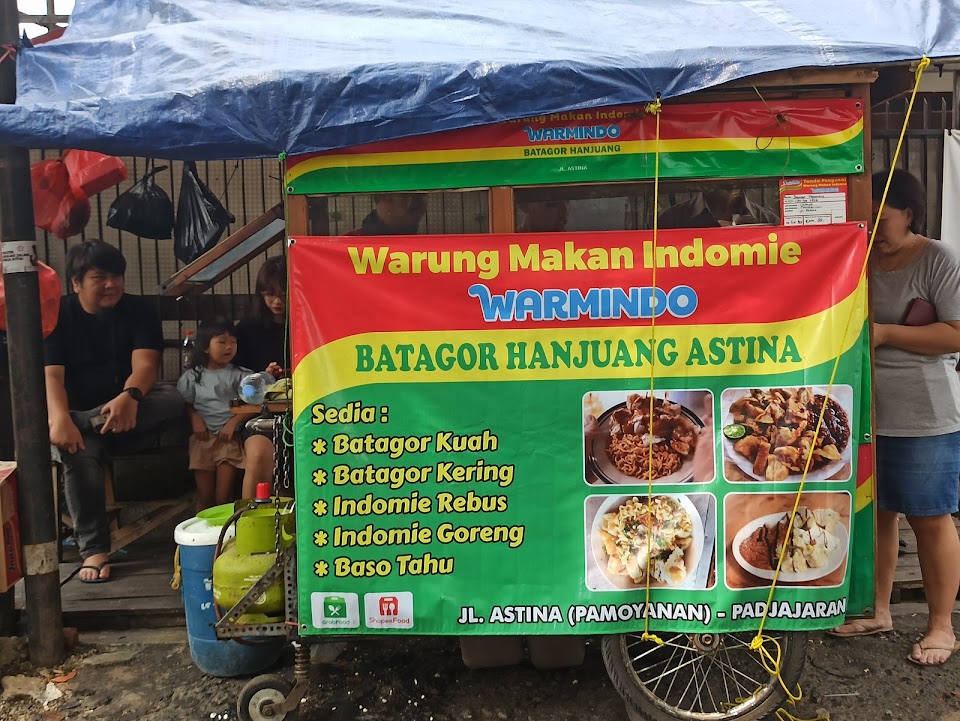 Warung Makan Indomie
WARMINDO
BATAGOR HANJUANG
JL. ASTINA
Warung Makan Indomie
WARMINDO
BATAGOR HANJUANG ASTINA
Sedia :
* Batagor Kuah
* Batagor Kering
* Indomie Rebus
* Indomie Goreng
* Baso Tahu
GrabFood
ShopeeFood
JL. ASTINA (PAMOYANAN) - PADJAJARAN